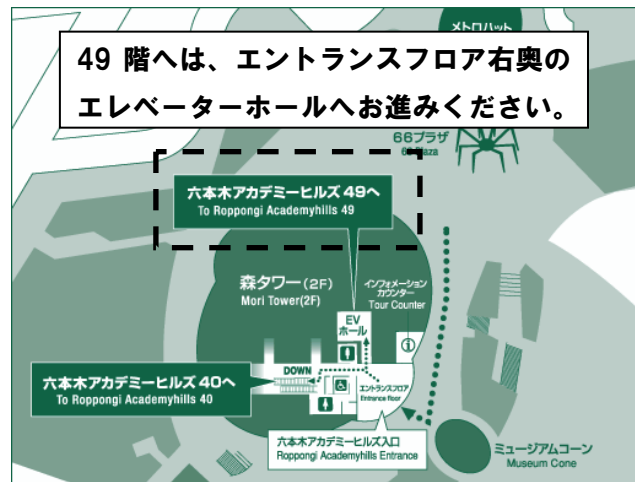 メトロハット
49 階へは、エントランスフロア右奥の
エレベーターホールへお進みください。
66プラザ
66 Plaza
六本木アカデミーヒルズ 49へ
To Roppongi Academyhills 49
森タワー(2F)
Mori Tower(2F)
インフォメーション
カウンター
Tour Counter
EV
ホール
DOWN
六本木アカデミーヒルズ 40へ
To Roppongi Academyhills 40
エントランスフロア
Entrance floor
六本木アカデミーヒルズ入口
Roppongi Academyhills Entrance
ミュージアムコーン
Museum Cone